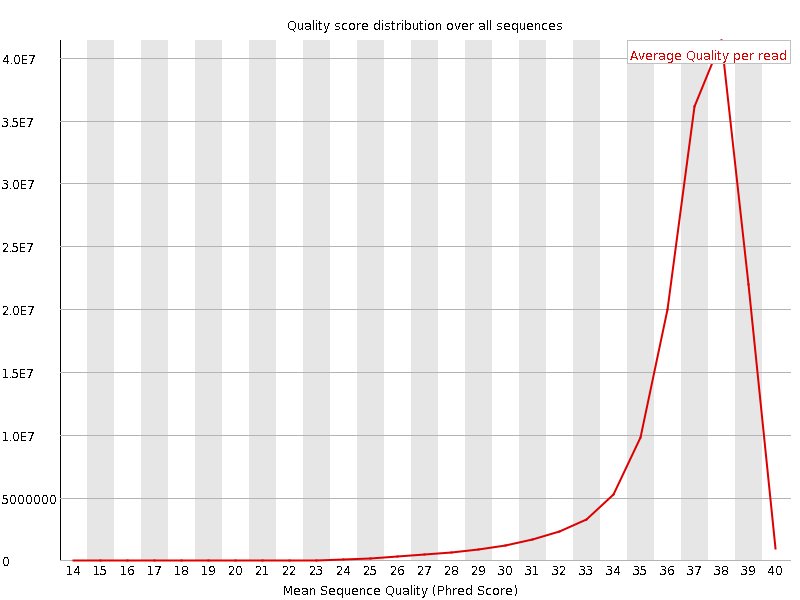 Quality score distribution over all sequences
Average Quality per read
4.0E7
3.5E7
3.0E7
2.5E7
2.0E7
1.5E7
1.0E7
5000000
0
14 15 16 17 18 19 20 21 22 23 24 25 26 27 28 29 30 31 32 33 34 35 36 37 38 39 40
Mean Sequence Quality (Phred Score)